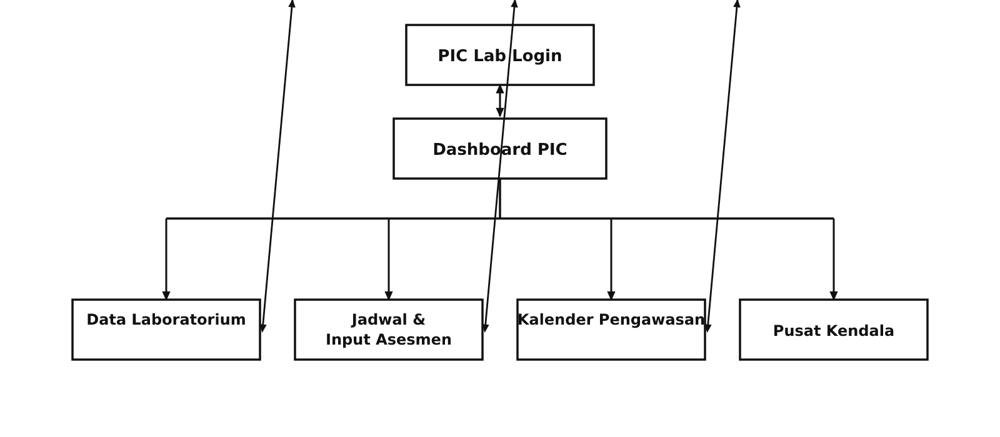 PIC Lab Login
Dashboard PIC
Data Laboratorium
Jadwal &
Input Asesmen
Kalender Pengawasan
Pusat Kendala